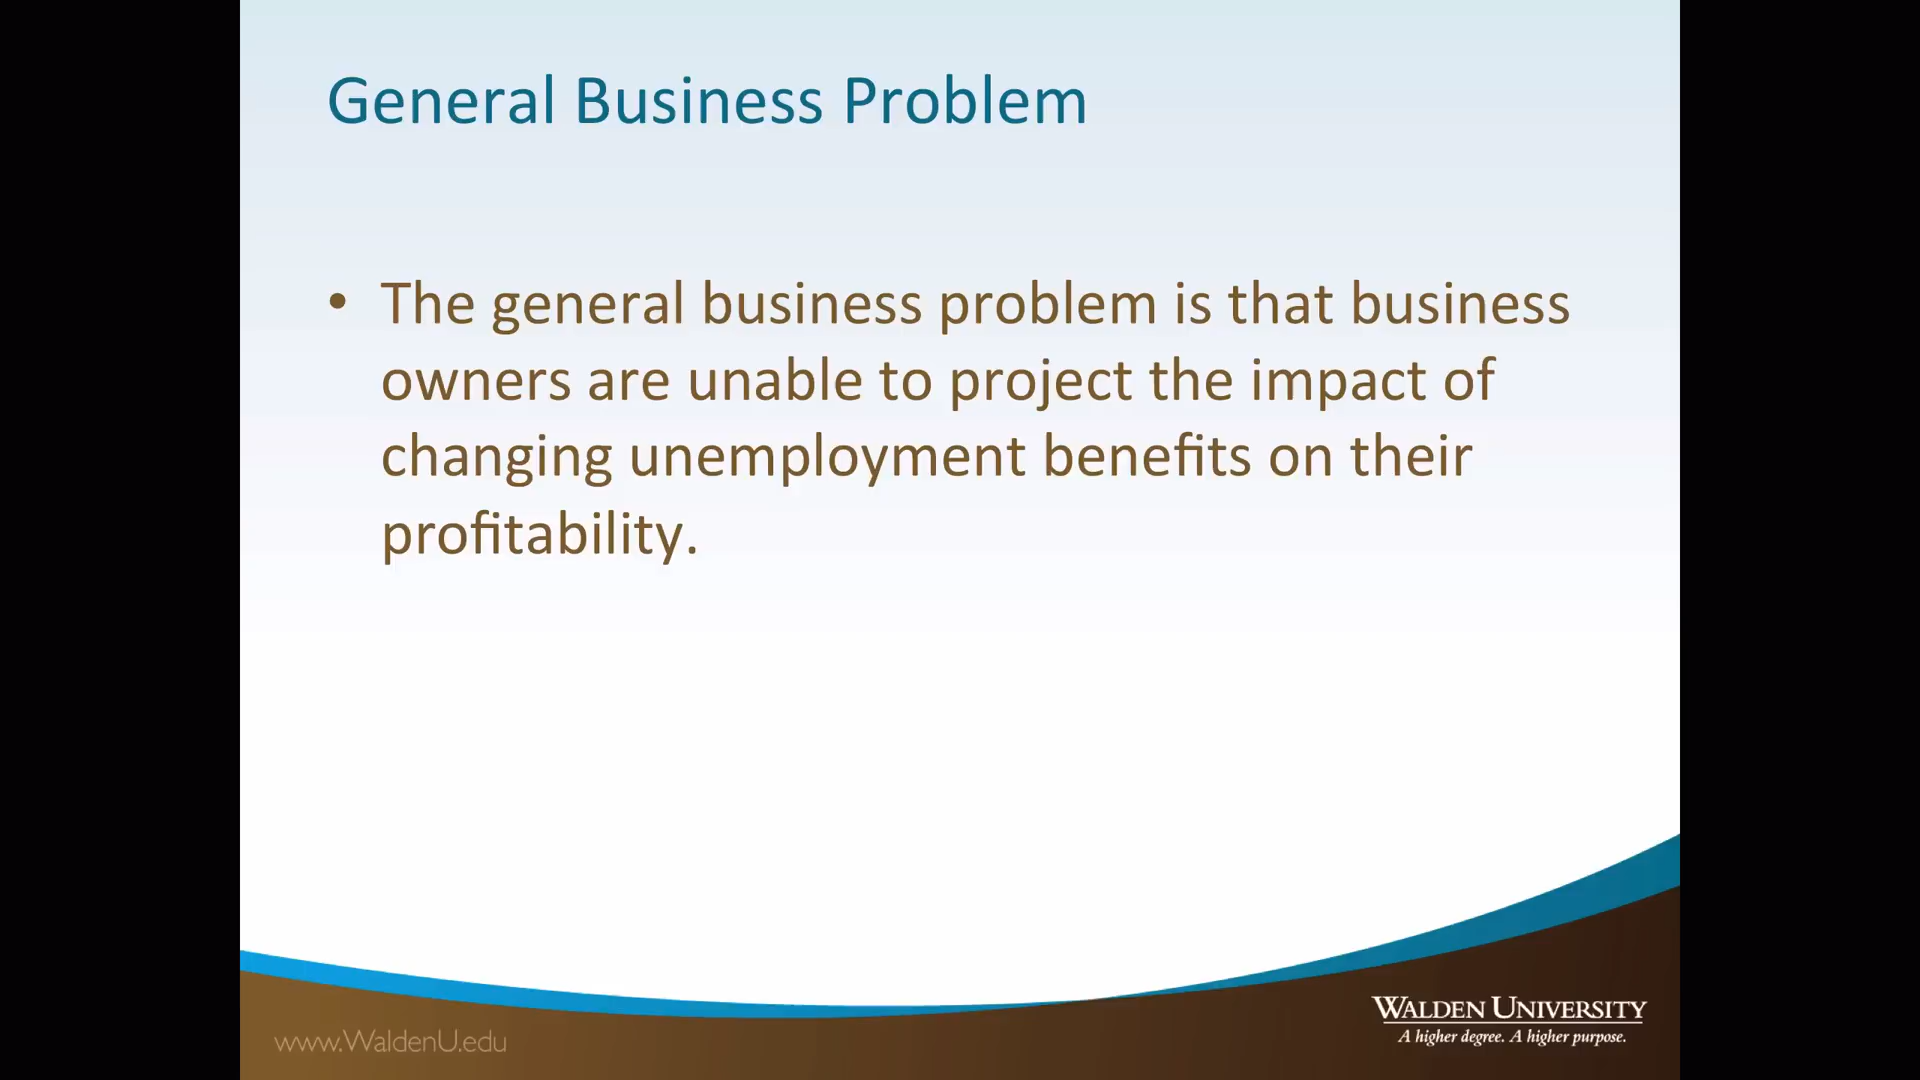 General Business Problem
• The general business problem is that business
owners are unable to project the impact of
changing unemployment benefits on their
profitability.
www.WaldenU.edu
WALDEN UNIVERSITY
A higher degree. A higher purpose.